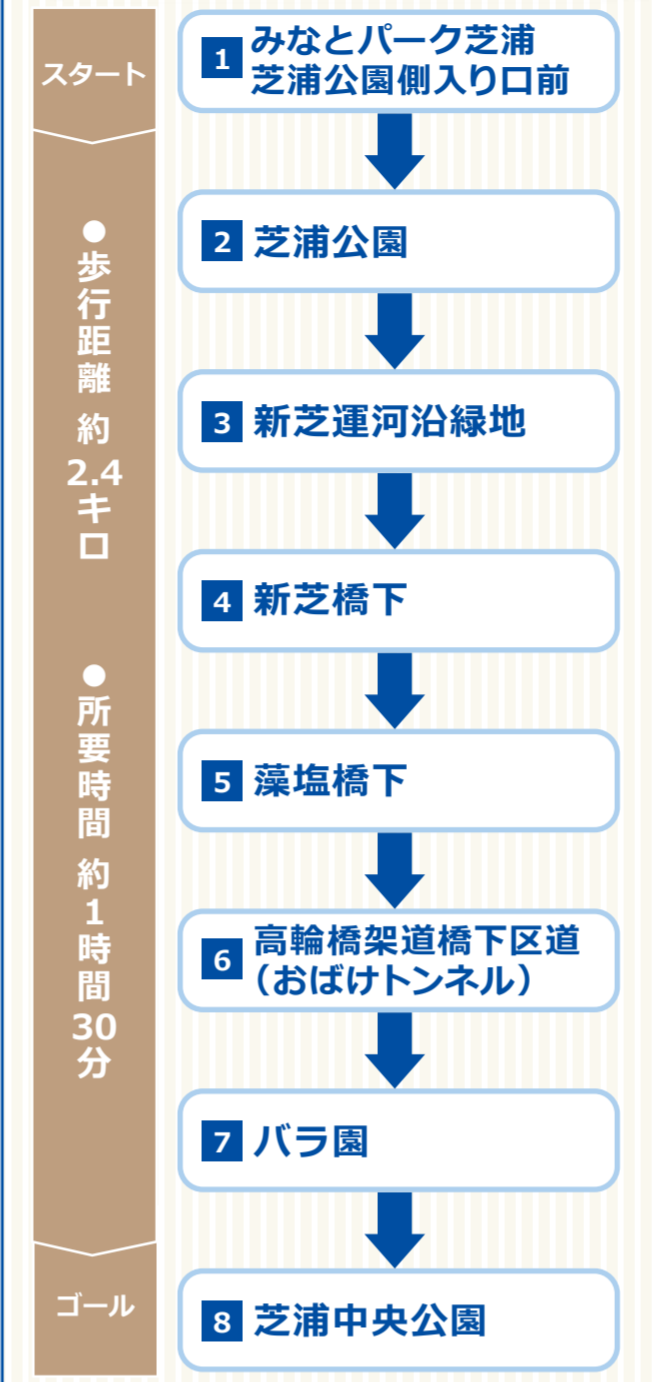 スタート
●歩行距離 約2.4キロ
●所要時間 約1時間30分
ゴール
1 みなとパーク芝浦
芝浦公園側入り口前
2 芝浦公園
3 新芝運河沿緑地
4 新芝橋下
5 藻塩橋下
6 高輪橋架道橋下区道
（おばけトンネル）
7 バラ園
8 芝浦中央公園